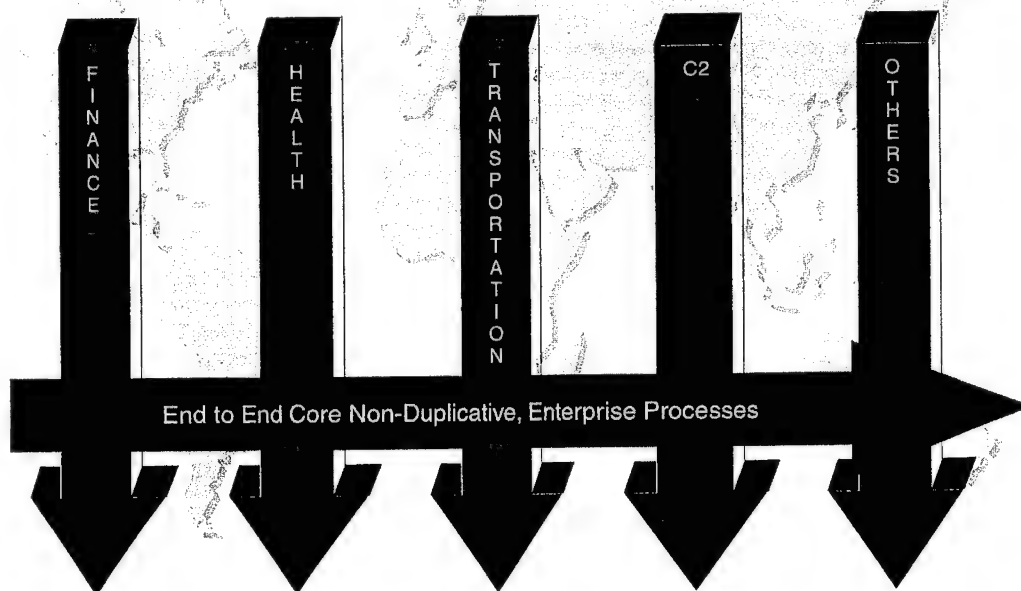 FINANCE
HEALTH
TRANSPORTATION
C2
OTHERS
End to End Core Non-Duplicative, Enterprise Processes